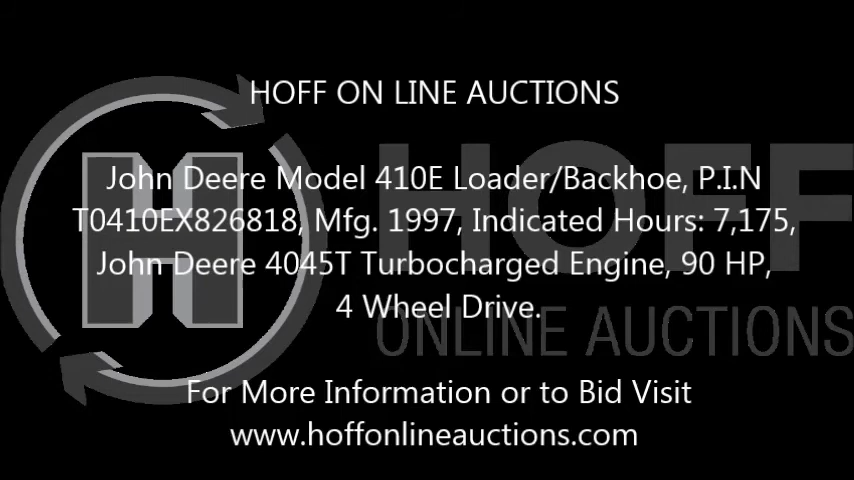 HOFF ON LINE AUCTIONS
John Deere Model 410E Loader/Backhoe, P.I.N
T0410EX826818, Mfg. 1997, Indicated Hours: 7,175,
John Deere 4045T Turbocharged Engine, 90 HP,
4 Wheel Drive.
For More Information or to Bid Visit
www.hoffonlineauctions.com
H
HOFF
ONLINE AUCTIONS